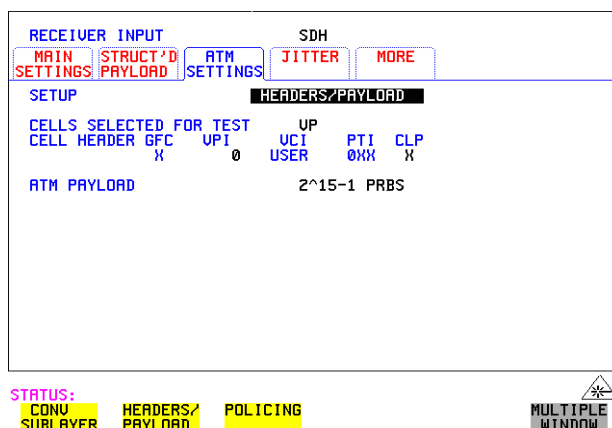 RECEIVER INPUT SDH
MAIN SETTINGS STRUCT'D PAYLOAD ATM SETTINGS JITTER MORE
SETUP HEADERS/PAYLOAD
CELLS SELECTED FOR TEST VP
CELL HEADER GFC VPI VCI PTI CLP
X 0 USER 0XX X
ATM PAYLOAD 2^15-1 PRBS
STATUS:
CONV SUBLAYER HEADERS/ PAYLOAD POLICING MULTIPLE WINDOW